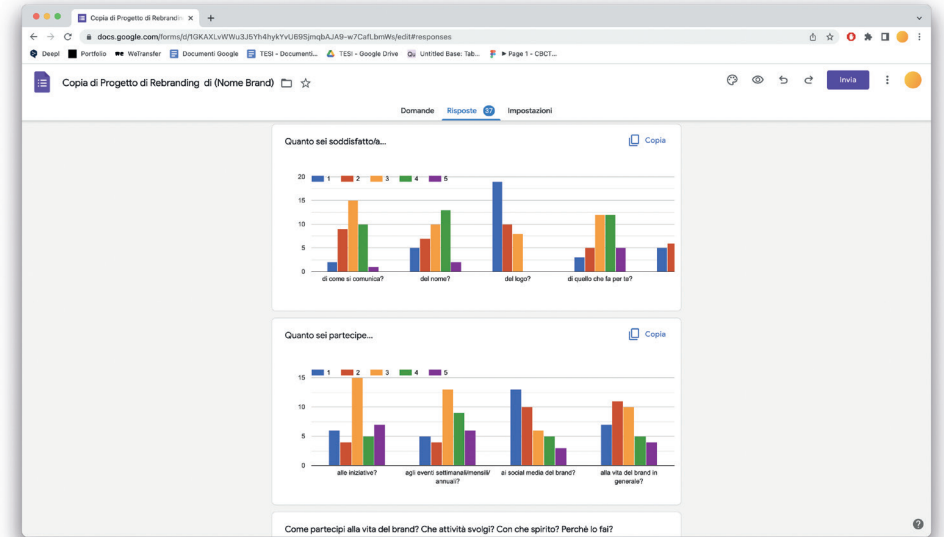 Copia di Progetto di Rebrandin
docs.google.com/forms/d/1GKAXLvWWu3J5Yh4hykYvU69SjmqbAJA9-w7CafLbmWs/edit#responses
Deepl Portfolio WeTransfer Documenti Google TESI - Documenti... TESI - Google Drive Untitled Base: Tab... Page 1 – CBCT...
Copia di Progetto di Rebranding di (Nome Brand)
Invia
Domande Risposte 37 Impostazioni
Quanto sei soddisfatto/a...
Copia
20
1 2 3 4 5
15
10
5
0
di come si comunica? del nome? del logo? di quello che fa per te?
Quanto sei partecipe...
Copia
15
1 2 3 4 5
10
5
0
alle iniziative? agli eventi settimanali/mensili/ ai social media del brand? alla vita del brand in
annuali? generale?
Come partecipi alla vita del brand? Che attività svolgi? Con che spirito? Perchè lo fai?